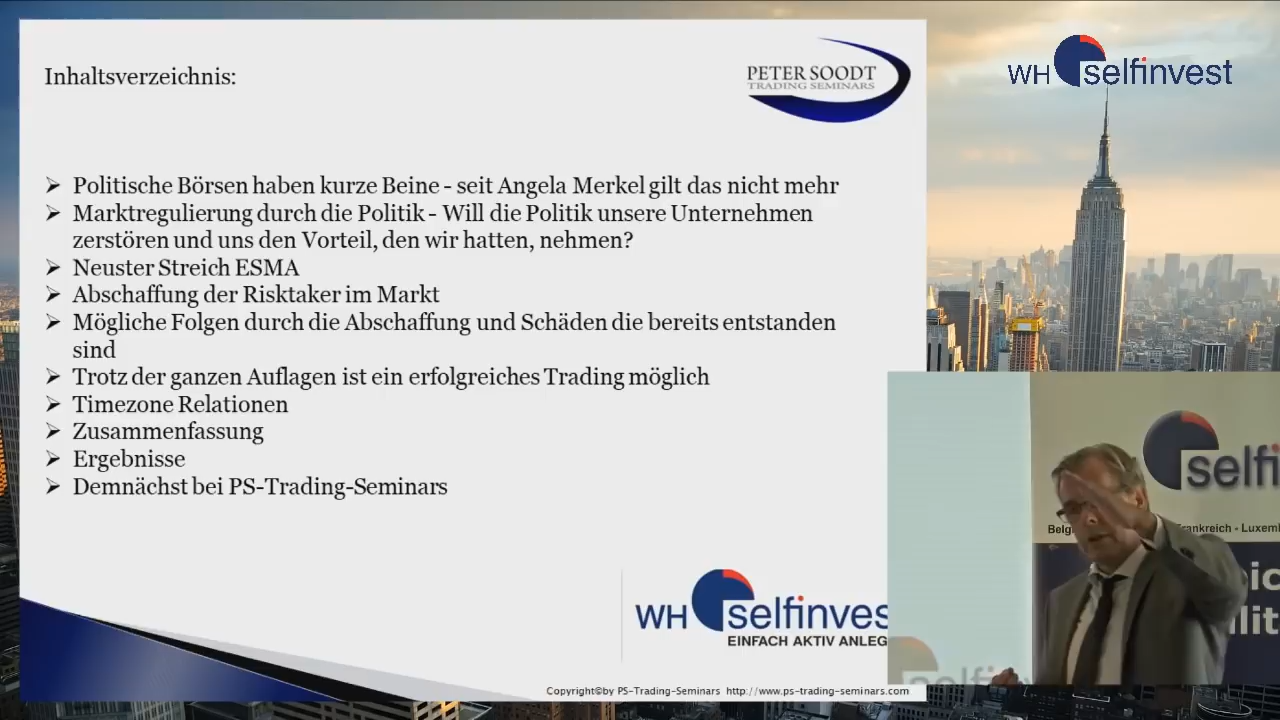 Inhaltsverzeichnis:
PETER SOODT
TRADING SEMINARS
WH selfinvest
➢ Politische Börsen haben kurze Beine - seit Angela Merkel gilt das nicht mehr
➢ Marktregulierung durch die Politik - Will die Politik unsere Unternehmen
zerstören und uns den Vorteil, den wir hatten, nehmen?
➢ Neuster Streich ESMA
➢ Abschaffung der Risktaker im Markt
➢ Mögliche Folgen durch die Abschaffung und Schäden die bereits entstanden
sind
➢ Trotz der ganzen Auflagen ist ein erfolgreiches Trading möglich
➢ Timezone Relationen
➢ Zusammenfassung
➢ Ergebnisse
➢ Demnächst bei PS-Trading-Seminars
selfi
Belg
rankreich - Luxem
WH selfinves
EINFACH AKTIV ANLEG
selfin
Copyright©by PS-Trading-Seminars http://www.ps-trading-seminars.com